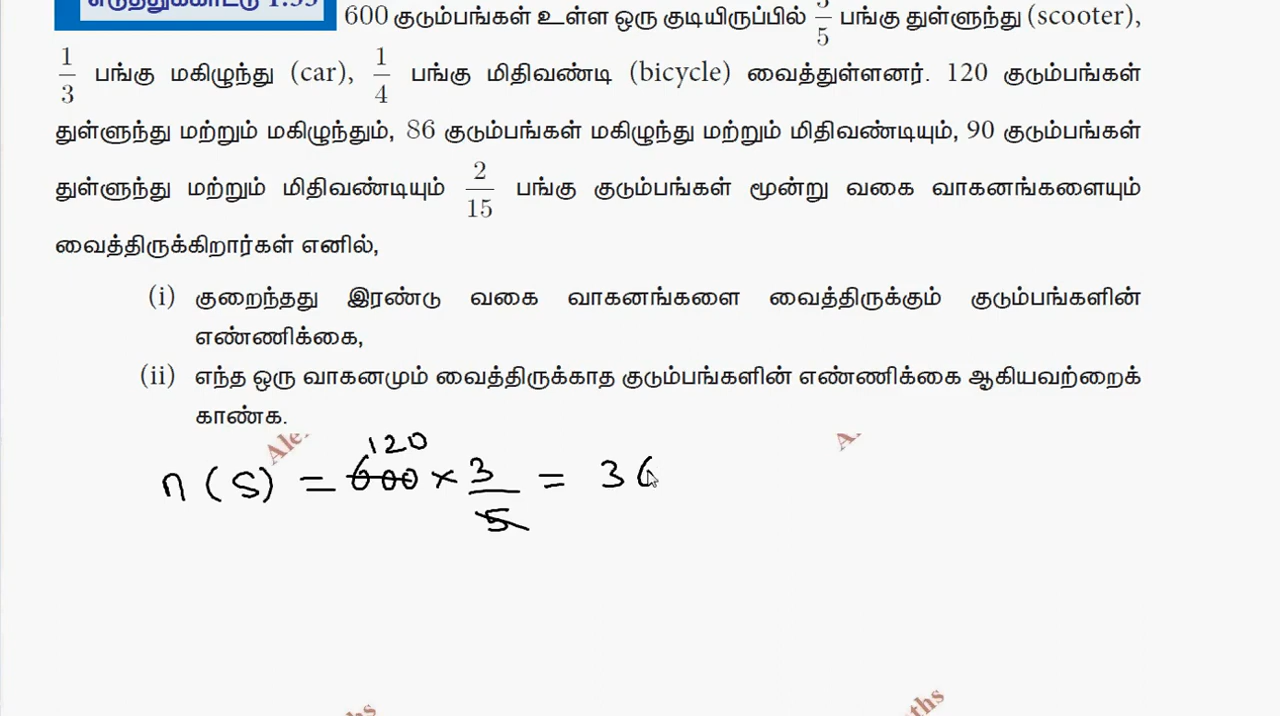 எடுத்துக்காட்டு 1.35
600 குடும்பங்கள் உள்ள ஒரு குடியிருப்பில் 3/5 பங்கு துள்ளுந்து (scooter),
1/3 பங்கு மகிழுந்து (car), 1/4 பங்கு மிதிவண்டி (bicycle) வைத்துள்ளனர். 120 குடும்பங்கள்
துள்ளுந்து மற்றும் மகிழுந்தும், 86 குடும்பங்கள் மகிழுந்து மற்றும் மிதிவண்டியும், 90 குடும்பங்கள்
துள்ளுந்து மற்றும் மிதிவண்டியும் 2/15 பங்கு குடும்பங்கள் மூன்று வகை வாகனங்களையும்
வைத்திருக்கிறார்கள் எனில்,
(i) குறைந்தது இரண்டு வகை வாகனங்களை வைத்திருக்கும் குடும்பங்களின்
எண்ணிக்கை,
(ii) எந்த ஒரு வாகனமும் வைத்திருக்காத குடும்பங்களின் எண்ணிக்கை ஆகியவற்றைக்
காண்க.
120
n (S) = 600 × 3/5 = 36